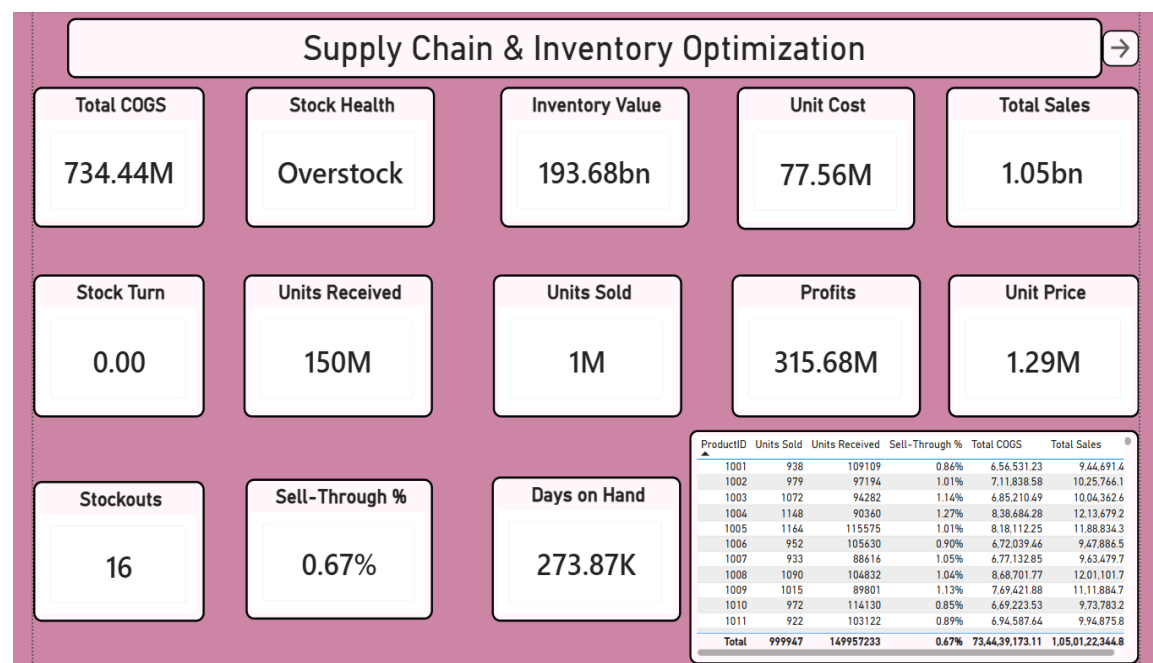 Supply Chain & Inventory Optimization
Total COGS
734.44M
Stock Health
Overstock
Inventory Value
193.68bn
Unit Cost
77.56M
Total Sales
1.05bn
Stock Turn
0.00
Units Received
150M
Units Sold
1M
Profits
315.68M
Unit Price
1.29M
Stockouts
16
Sell-Through %
0.67%
Days on Hand
273.87K
ProductID Units Sold Units Received Sell-Through % Total COGS Total Sales
1001 938 109109 0.86% 6,56,531.23 9,44,691.4
1002 979 97194 1.01% 7,11,838.58 10,25,766.1
1003 1072 94282 1.14% 6,85,210.49 10,04,362.6
1004 1148 90360 1.27% 8,38,684.28 12,13,679.2
1005 1164 115575 1.01% 8,18,112.25 11,88,834.3
1006 952 105630 0.90% 6,72,039.46 9,47,886.5
1007 933 88616 1.05% 6,77,132.85 9,63,479.7
1008 1090 104832 1.04% 8,68,701.77 12,01,101.7
1009 1015 89801 1.13% 7,69,421.88 11,11,884.7
1010 972 114130 0.85% 6,69,223.53 9,73,783.2
1011 922 103122 0.89% 6,94,587.64 9,94,875.8
Total 999947 149957233 0.67% 73,44,39,173.11 1,05,01,22,344.8